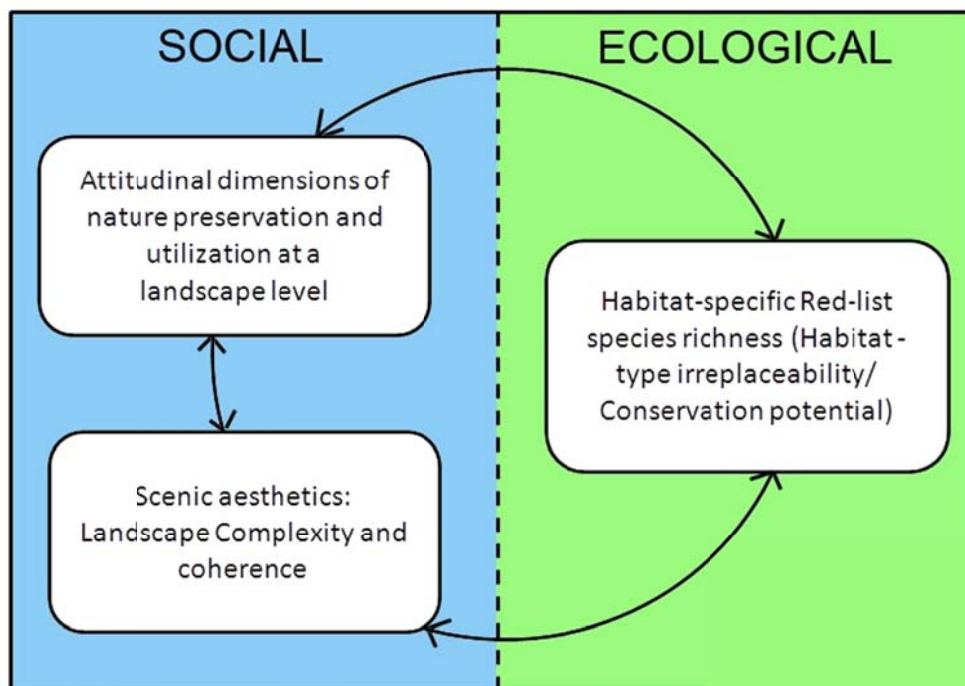 SOCIAL
ECOLOGICAL
Attitudinal dimensions of
nature preservation and
utilization at a
landscape level
Habitat-specific Red-list
species richness (Habitat -
type irreplaceability/
Conservation potential)
Scenic aesthetics:
Landscape Complexity and
coherence